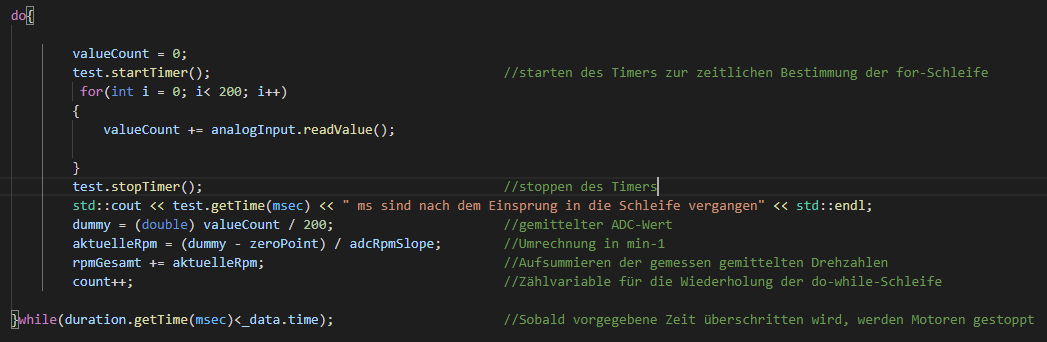 do{
valueCount = 0;
test.startTimer(); //starten des Timers zur zeitlichen Bestimmung der for-Schleife
for(int i = 0; i< 200; i++)
{
valueCount += analogInput.readValue();
}
test.stopTimer(); //stoppen des Timers
std::cout << test.getTime(msec) << " ms sind nach dem Einsprung in die Schleife vergangen" << std::endl;
dummy = (double) valueCount / 200; //gemittelter ADC-Wert
aktuelleRpm = (dummy - zeroPoint) / adcRpmSlope; //Umrechnung in min-1
rpmGesamt += aktuelleRpm; //Aufsummieren der gemessen gemittelten Drehzahlen
count++; //Zählvariable für die Wiederholung der do-while-Schleife
}while(duration.getTime(msec)<_data.time); //Sobald vorgegebene Zeit überschritten wird, werden Motoren gestoppt